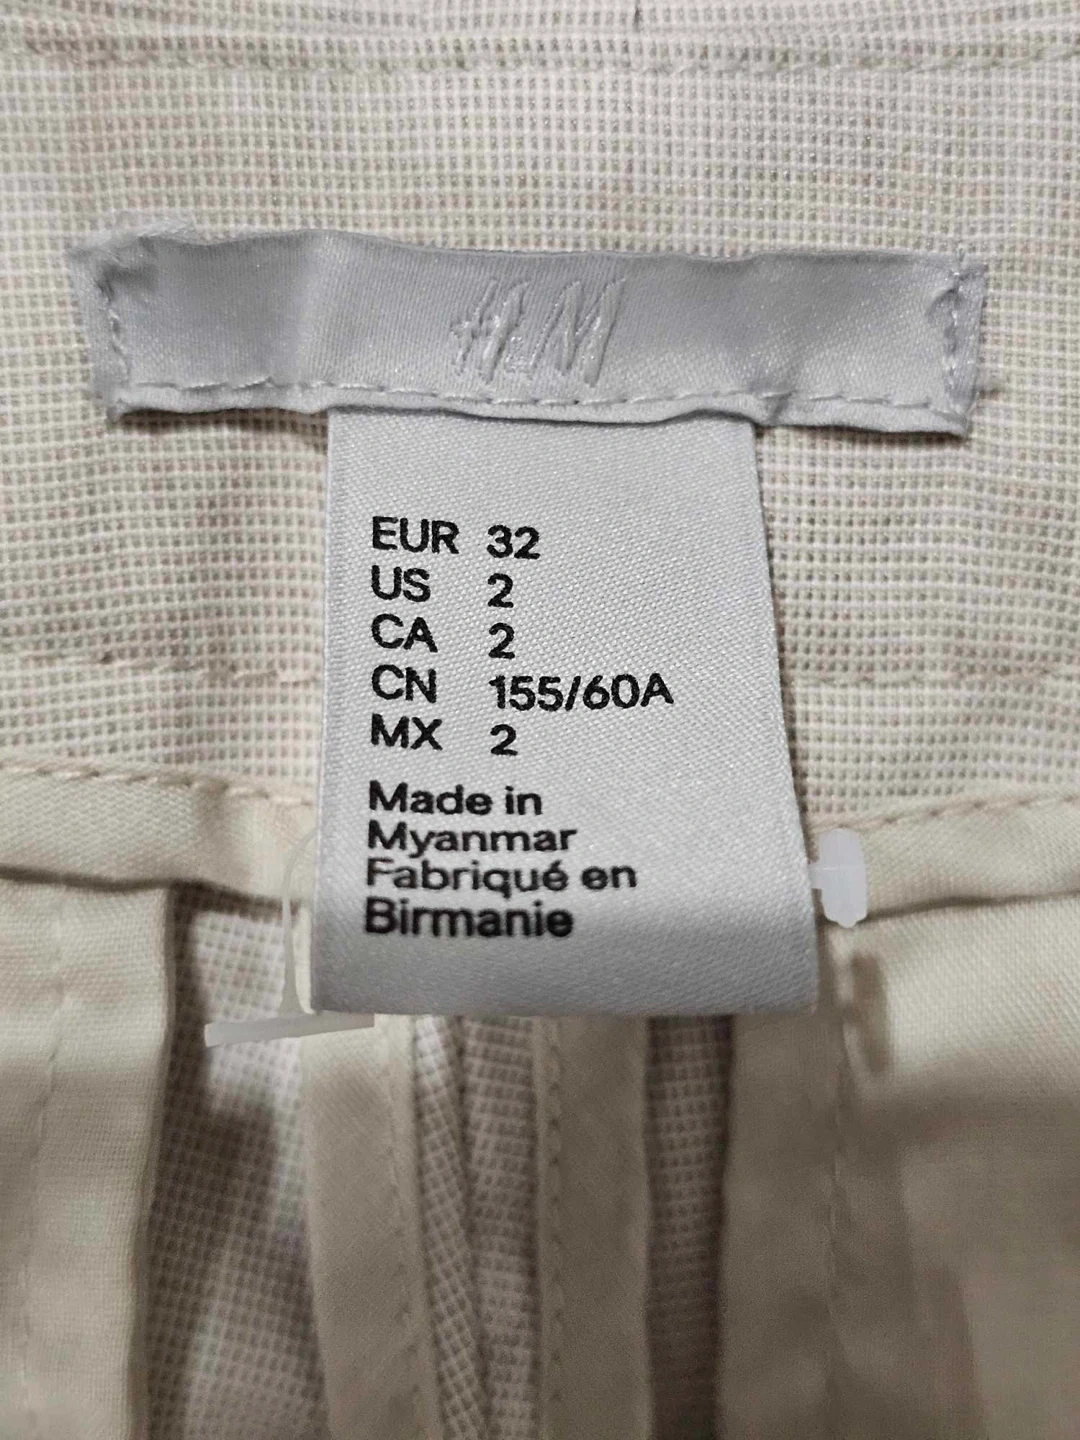 H&M
EUR 32
US 2
CA 2
CN 155/60A
MX 2
Made in
Myanmar
Fabriqué en
Birmanie